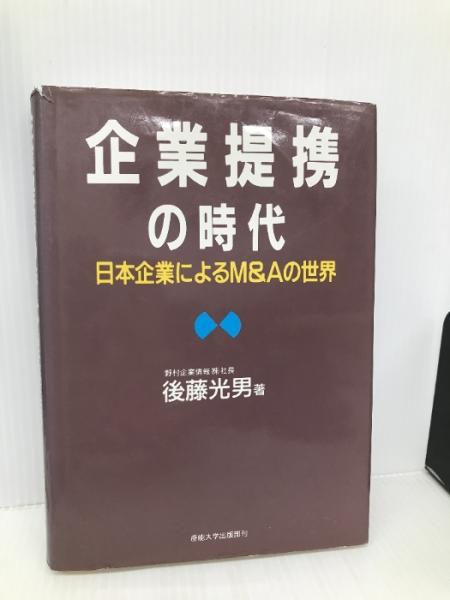 企業提携
の時代
日本企業によるM&Aの世界
野村企業情報㈱社長
後藤光男著
産能大学出版部刊